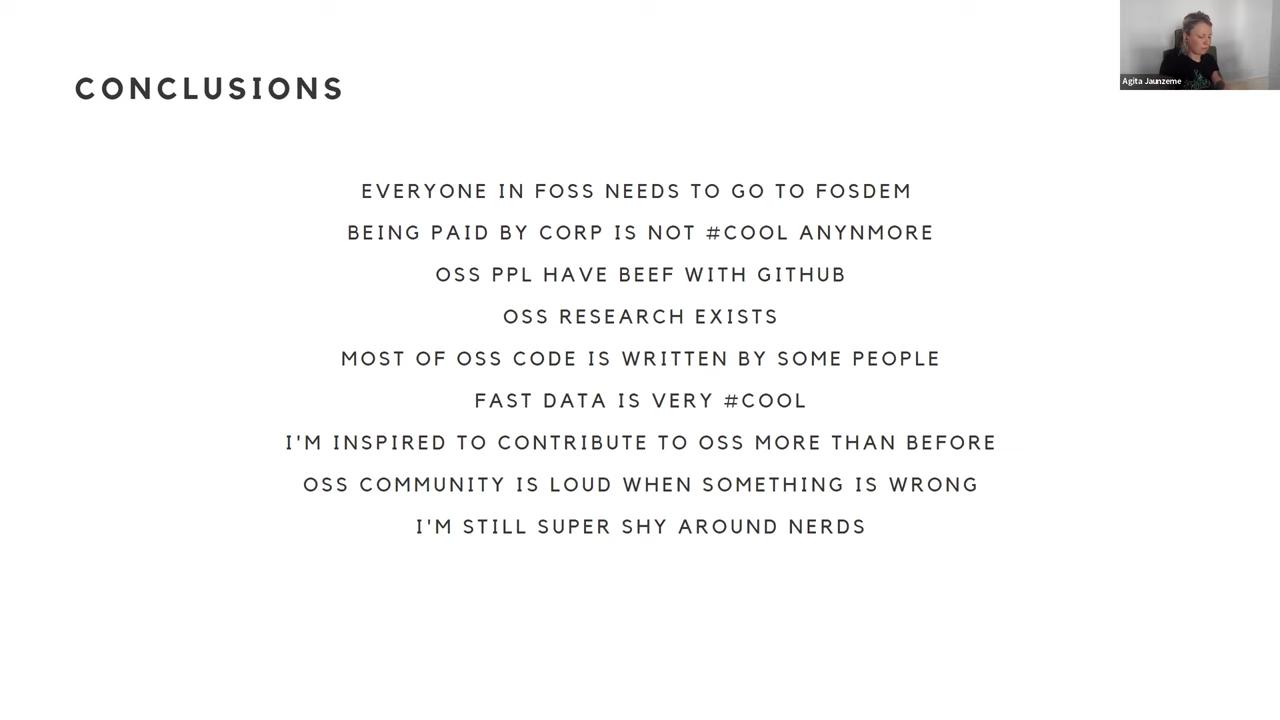 CONCLUSIONS
Agita Jaunzeme
EVERYONE IN FOSS NEEDS TO GO TO FOSDEM
BEING PAID BY CORP IS NOT #COOL ANYNMORE
OSS PPL HAVE BEEF WITH GITHUB
OSS RESEARCH EXISTS
MOST OF OSS CODE IS WRITTEN BY SOME PEOPLE
FAST DATA IS VERY #COOL
I'M INSPIRED TO CONTRIBUTE TO OSS MORE THAN BEFORE
OSS COMMUNITY IS LOUD WHEN SOMETHING IS WRONG
I'M STILL SUPER SHY AROUND NERDS